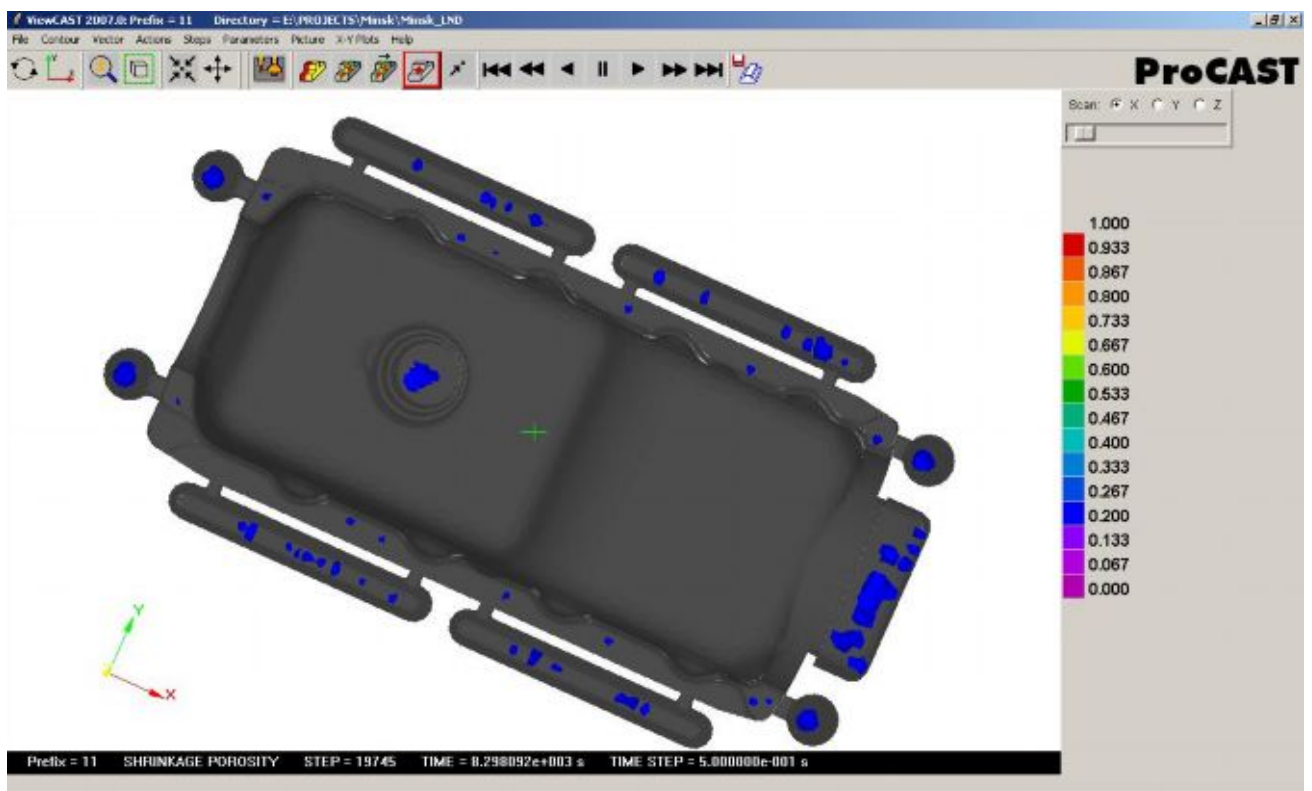 ViewCAST 2007.0: Prefix = 11 Directory = E:\PROJECTS\Minsk\Minsk_LND
File Contour Vector Actions Steps Parameters Picture X-Y Plots Help
ProCAST
Scan: X Y Z
1.000
0.933
0.867
0.800
0.733
0.667
0.600
0.533
0.467
0.400
0.333
0.267
0.200
0.133
0.067
0.000
Y
X
Prefix = 11 SHRINKAGE POROSITY STEP = 19745 TIME = 8.298092e+003 s TIME STEP = 5.000000e-001 s